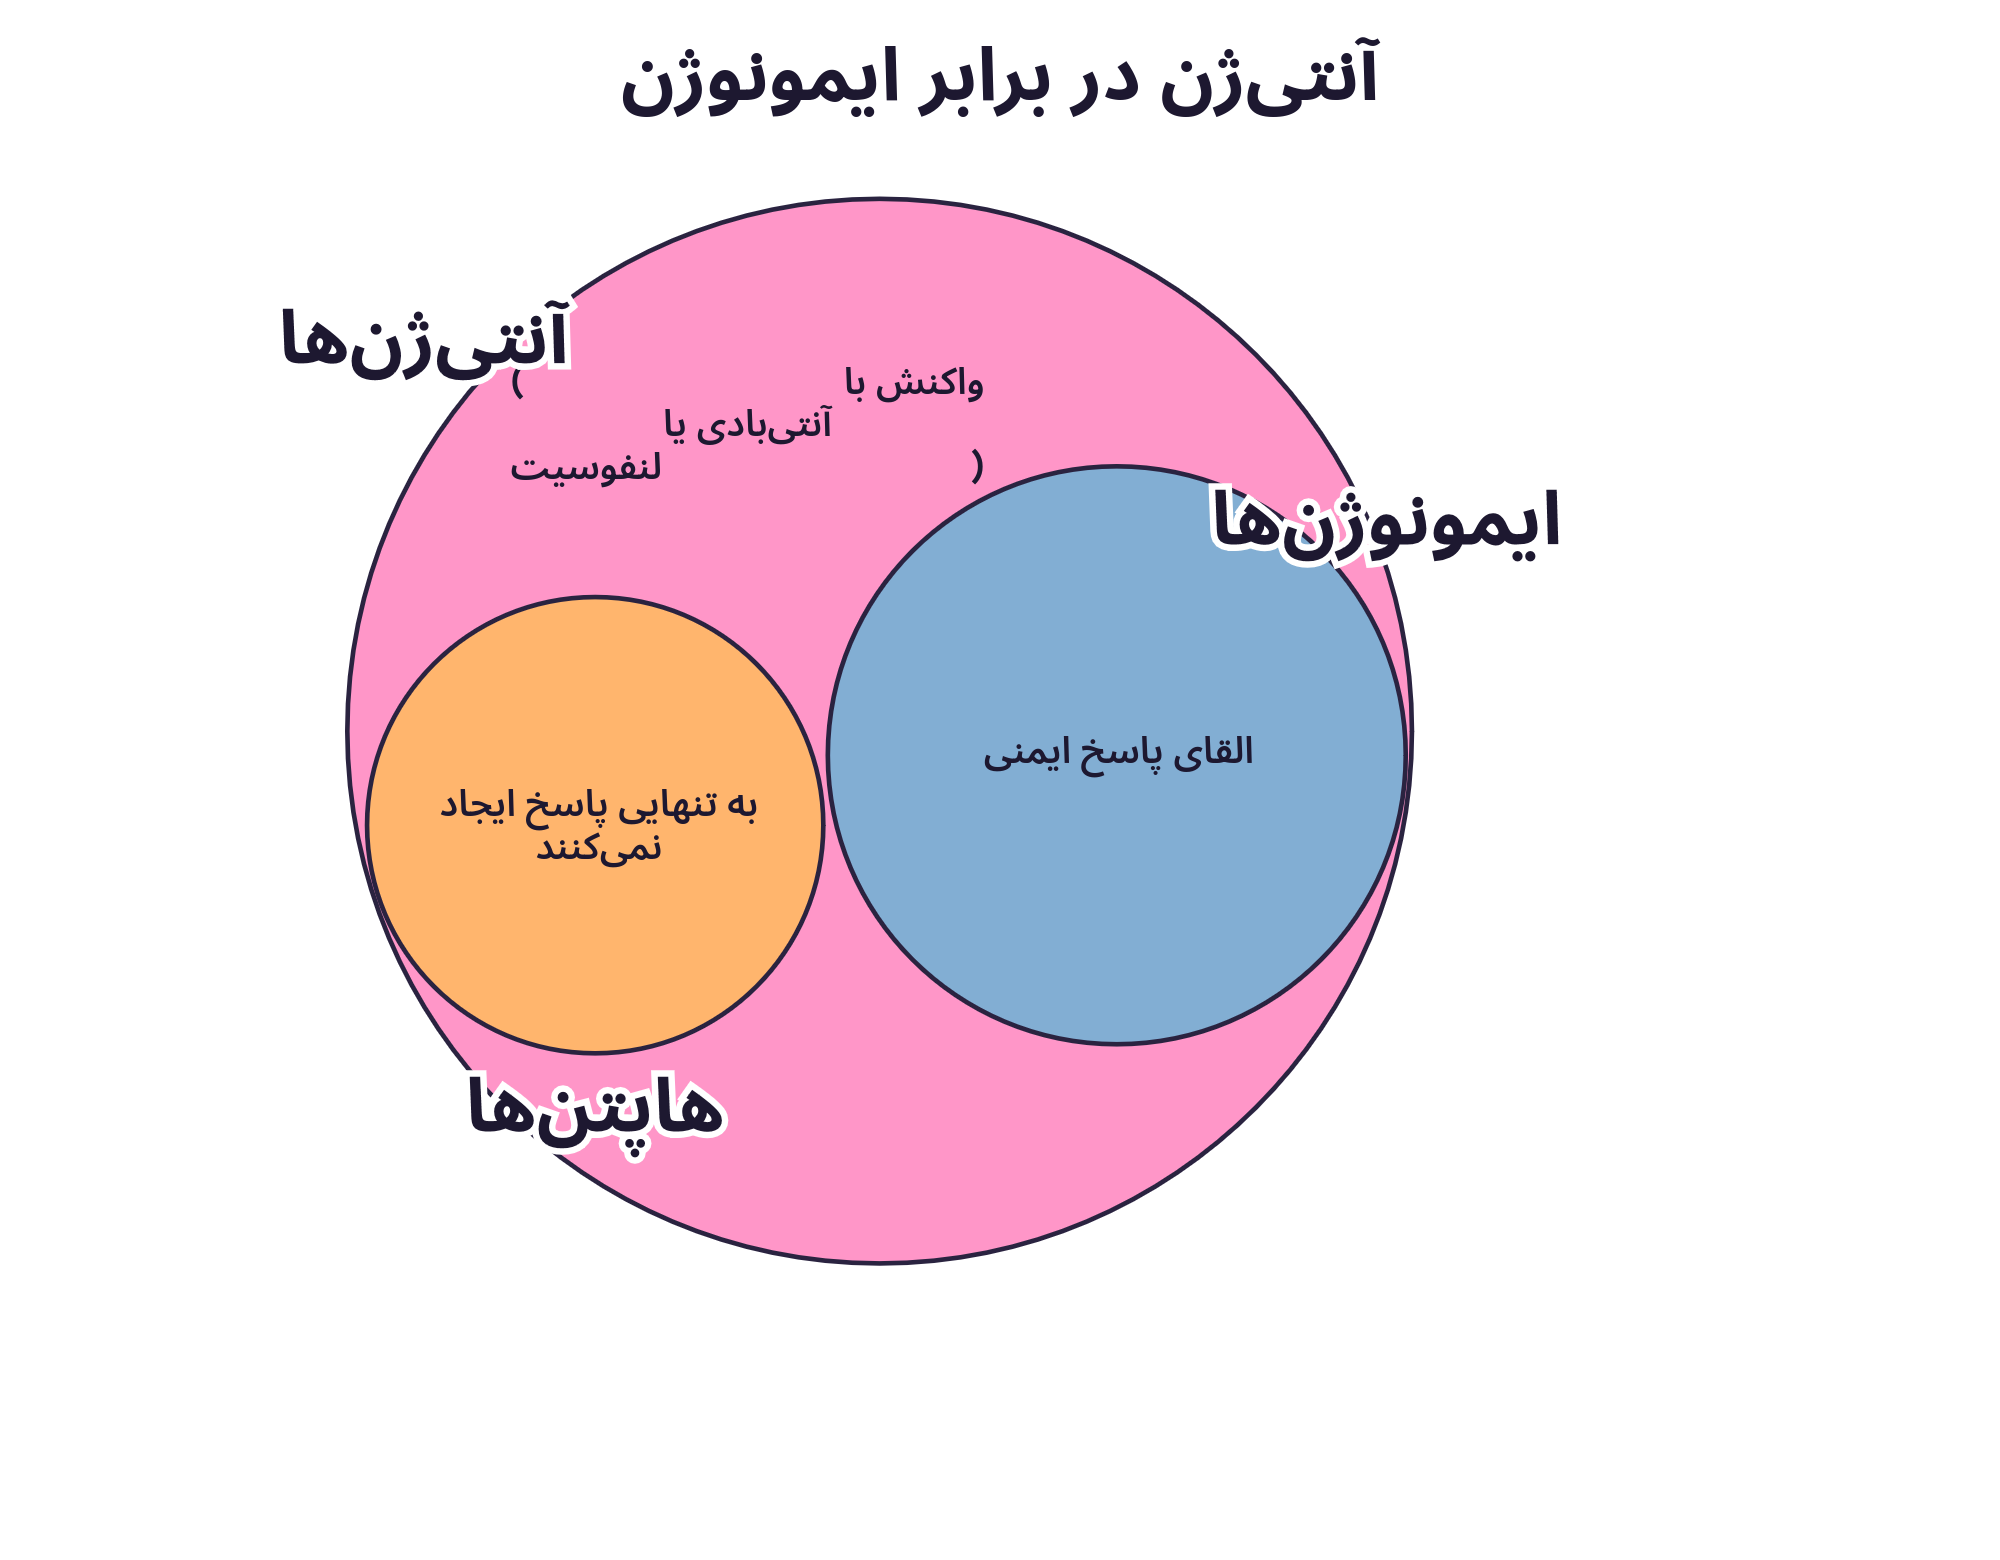 آنتی‌ژن در برابر ایمونوژن
آنتی‌ژن‌ها
(واکنش با
آنتی‌بادی یا
لنفوسیت)
ایمونوژن‌ها
القای پاسخ ایمنی
به تنهایی پاسخ ایجاد
نمی‌کنند
هاپتن‌ها